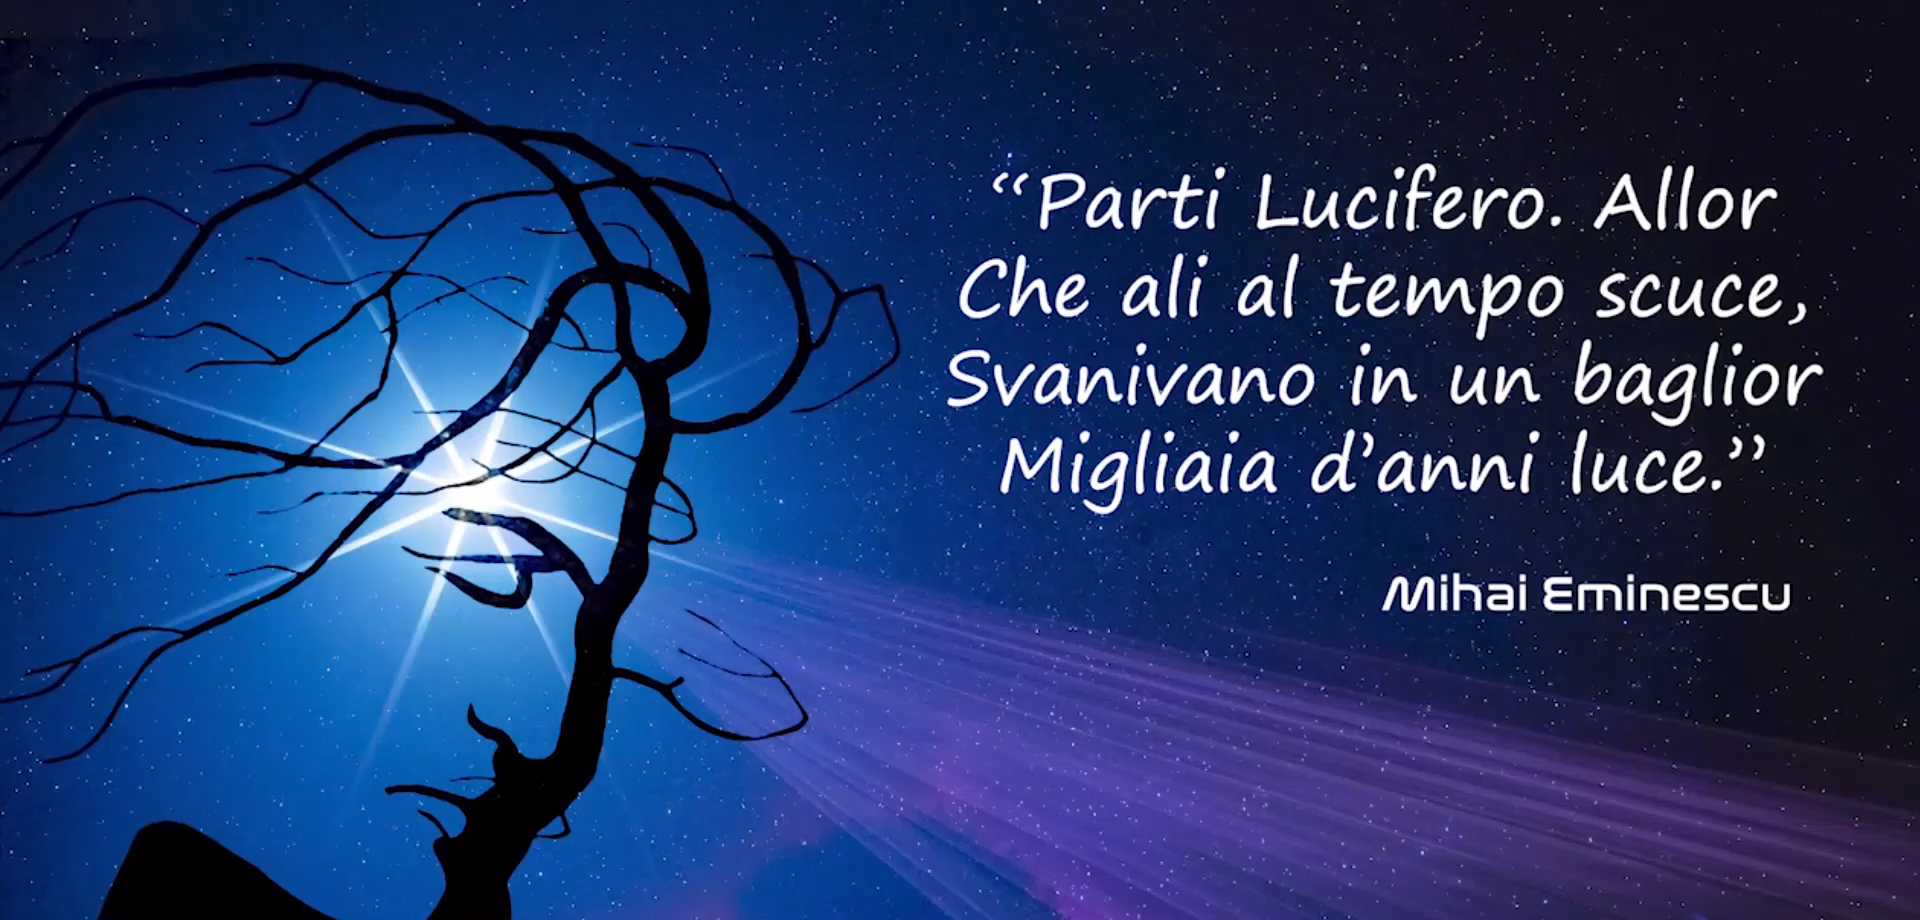 “Parti Lucifero. Allor
Che ali al tempo scuce,
Svanivano in un baglior
Migliaia d’anni luce.”
Mihai Eminescu